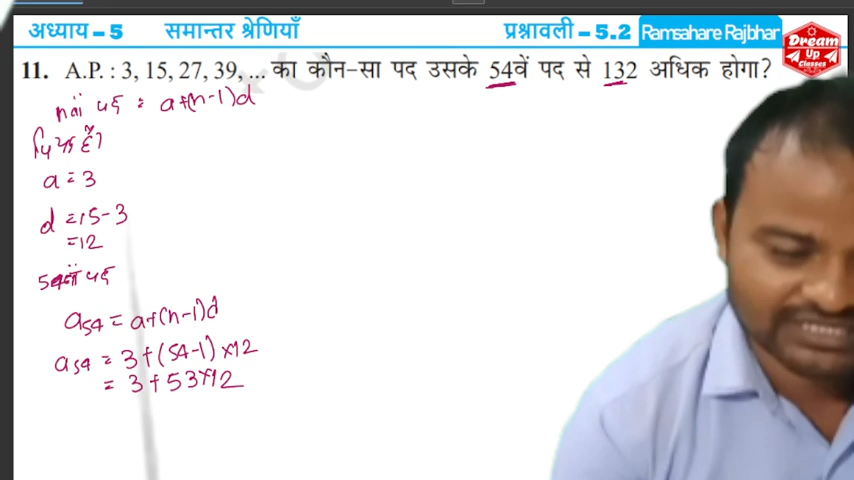 अध्याय-5 समान्तर श्रेणियाँ प्रश्नावली-5.2 Ramsahare Rajbhar
Dream Up Classes
11. A.P. : 3, 15, 27, 39, ... का कौन-सा पद उसके 54वें पद से 132 अधिक होगा?
nवाँ पद = a+(n-1)d
दिया है
a = 3
d = 15-3
= 12
54वाँ पद
a54 = a+(n-1)d
a54 = 3+(54-1)×12
= 3+53×12